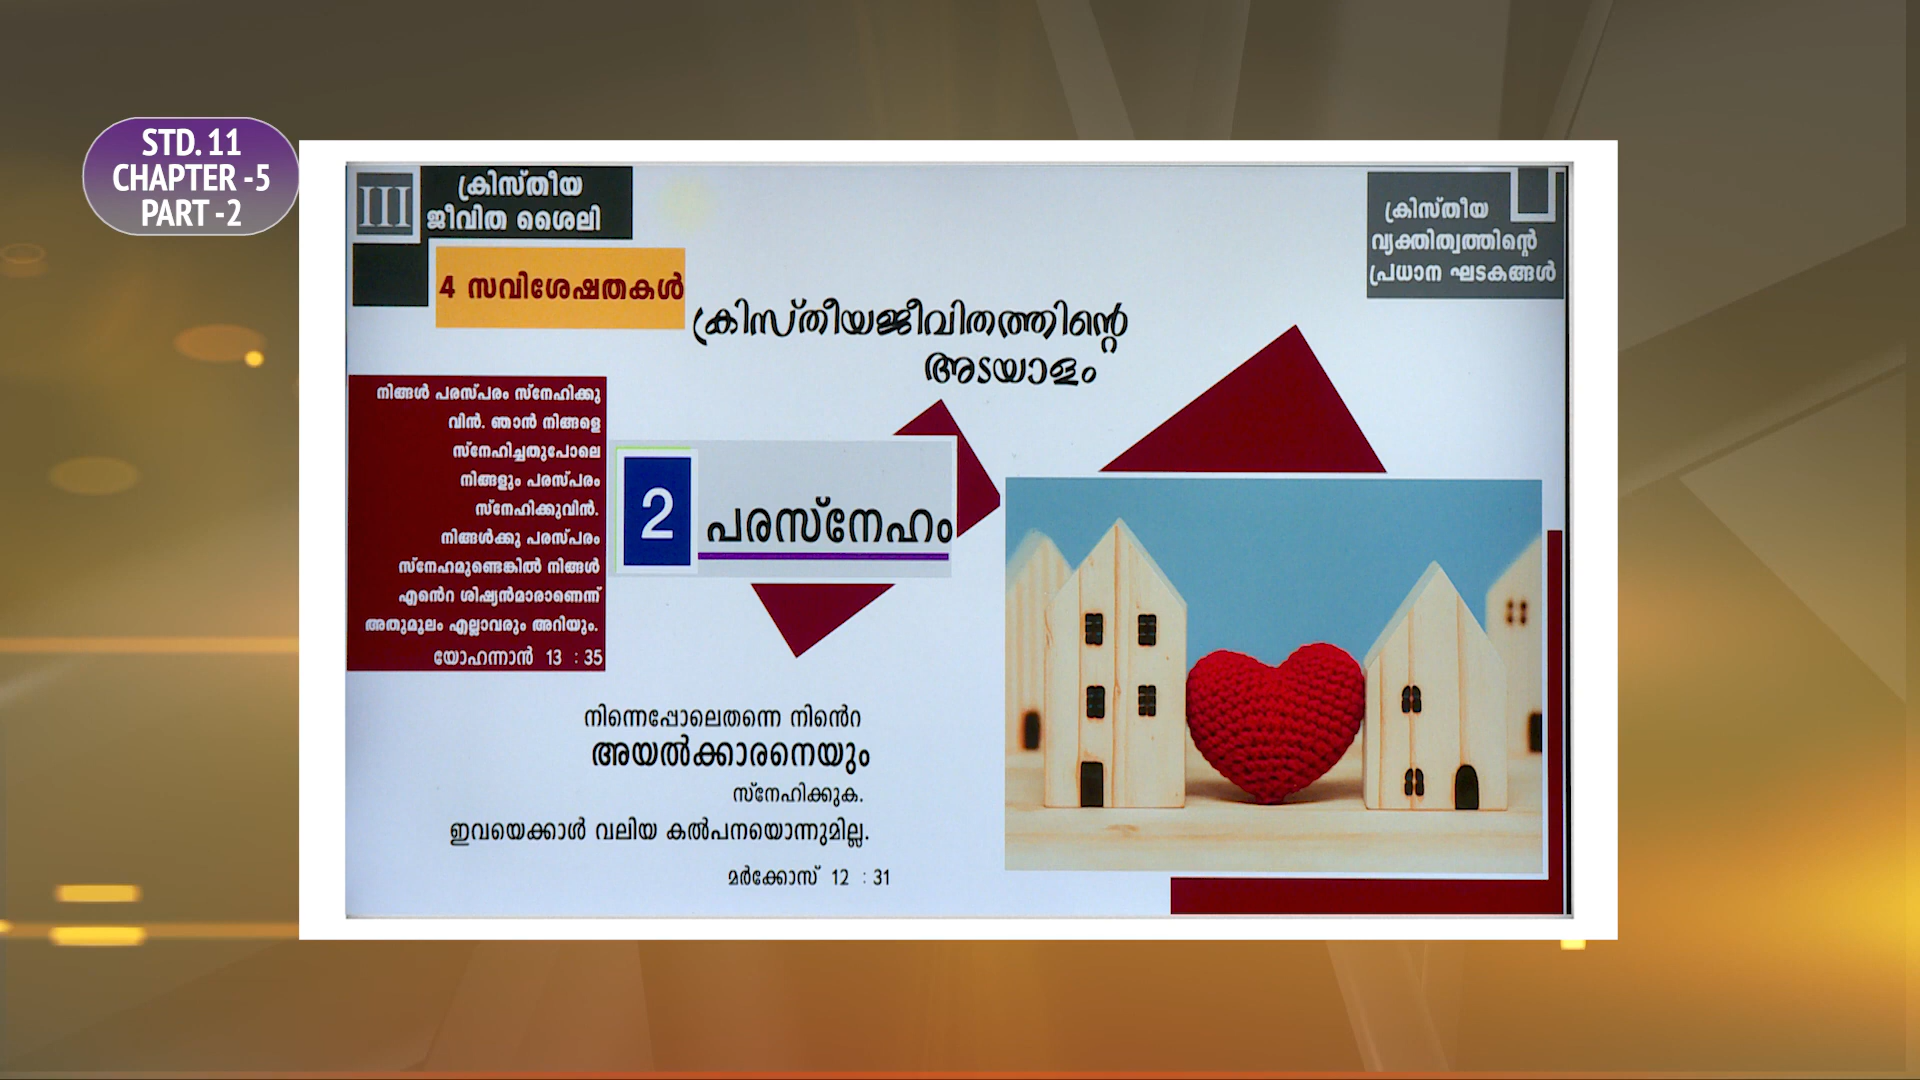 STD. 11
CHAPTER -5
PART -2
III
ക്രിസ്തീയ
ജീവിത ശൈലി
4 സവിശേഷതകൾ
ക്രിസ്തീയ
വ്യക്തിത്വത്തിന്റെ
പ്രധാന ഘടകങ്ങൾ
ക്രിസ്തീയജീവിതത്തിന്റെ
അടയാളം
നിങ്ങൾ പരസ്പരം സ്നേഹിക്കു
വിൻ. ഞാൻ നിങ്ങളെ
സ്നേഹിച്ചതുപോലെ
നിങ്ങളും പരസ്പരം
സ്നേഹിക്കുവിൻ.
നിങ്ങൾക്കു പരസ്പരം
സ്നേഹമുണ്ടെങ്കിൽ നിങ്ങൾ
എൻെറ ശിഷ്യൻമാരാണെന്ന്
അതുമൂലം എല്ലാവരും അറിയും.
യോഹന്നാൻ 13 : 35
2
പരസ്നേഹം
നിന്നെപ്പോലെതന്നെ നിൻെറ
അയൽക്കാരനെയും
സ്നേഹിക്കുക.
ഇവയെക്കാൾ വലിയ കൽപനയൊന്നുമില്ല.
മർക്കോസ് 12 : 31